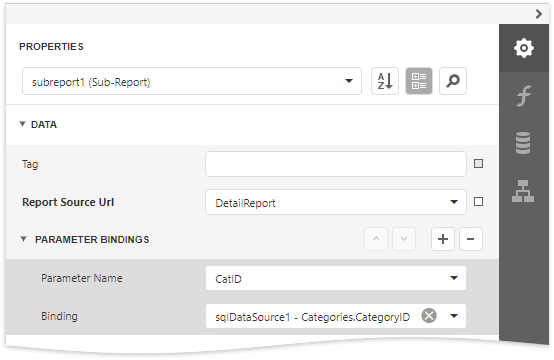 PROPERTIES
subreport1 (Sub-Report)
A
Z
DATA
Tag
Report Source Url DetailReport
PARAMETER BINDINGS
Parameter Name CatID
Binding sqlDataSource1 - Categories.CategoryID